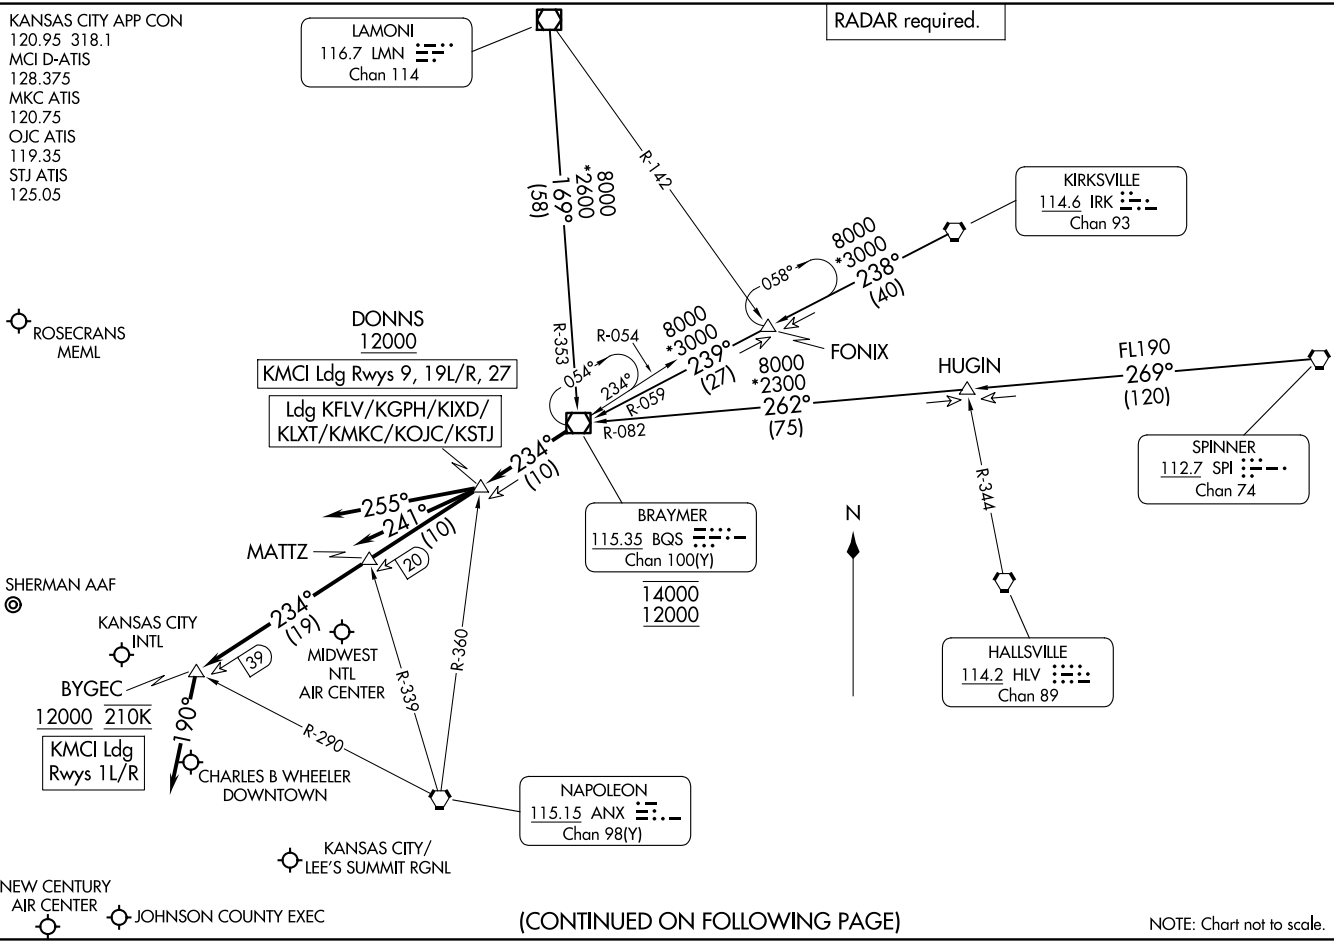 KANSAS CITY APP CON
120.95 318.1
MCI D-ATIS
128.375
MKC ATIS
120.75
OJC ATIS
119.35
STJ ATIS
125.05
LAMONI
116.7 LMN
Chan 114
RADAR required.
R-142
8000
*2600
169°
(58)
KIRKSVILLE
114.6 IRK
Chan 93
8000
*3000
238°
(40)
058°
ROSECRANS
MEML
DONNS
12000
KMCI Ldg Rwys 9, 19L/R, 27
Ldg KFLV/KGPH/KIXD/
KLXT/KMKC/KOJC/KSTJ
R-353
R-054
8000
*3000
239°
(27)
054°
234°
R-059
FONIX
8000
*2300
262°
(75)
R-082
HUGIN
FL190
269°
(120)
SPINNER
112.7 SPI
Chan 74
234°
(10)
255°
241°
(10)
MATTZ
20
BRAYMER
115.35 BQS
Chan 100(Y)
14000
12000
N
R-344
SHERMAN AAF
KANSAS CITY
INTL
234°
(19)
39
MIDWEST
NTL
AIR CENTER
R-360
R-339
R-290
HALLSVILLE
114.2 HLV
Chan 89
BYGEC
12000 210K
KMCI Ldg
Rwys 1L/R
190°
CHARLES B WHEELER
DOWNTOWN
NAPOLEON
115.15 ANX
Chan 98(Y)
KANSAS CITY/
LEE'S SUMMIT RGNL
NEW CENTURY
AIR CENTER
JOHNSON COUNTY EXEC
(CONTINUED ON FOLLOWING PAGE)
NOTE: Chart not to scale.